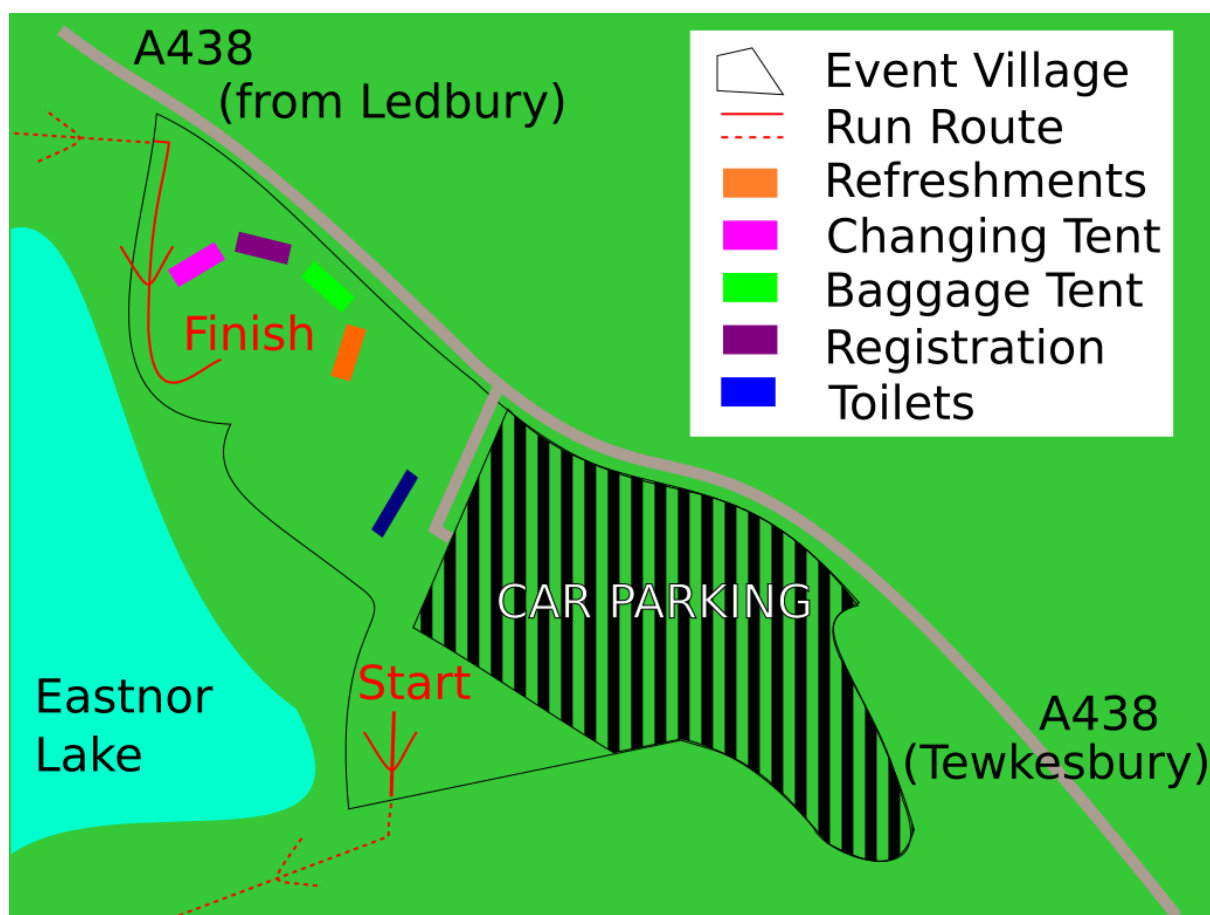 A438
(from Ledbury)
Event Village
Run Route
Refreshments
Changing Tent
Baggage Tent
Registration
Toilets
Finish
CAR PARKING
Start
Eastnor
Lake
A438
(Tewkesbury)